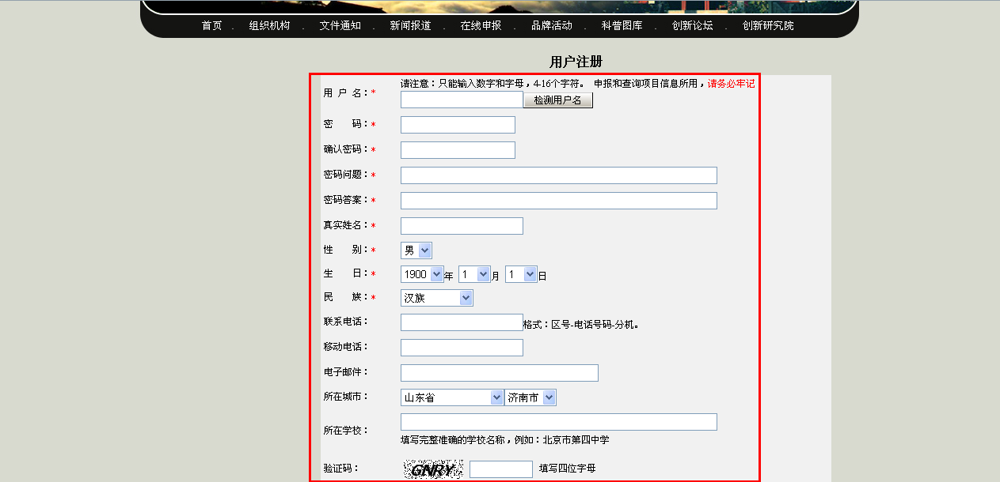 首页 . 组织机构 . 文件通知 . 新闻报道 . 在线申报 . 品牌活动 . 科普图库 . 创新论坛 . 创新研究院
用户注册
请注意：只能输入数字和字母，4-16个字符。 申报和查询项目信息所用，请务必牢记
用 户 名：* 检测用户名
密 码：*
确认密码：*
密码问题：*
密码答案：*
真实姓名：*
性 别：* 男
生 日：* 1900 年 1 月 1 日
民 族：* 汉族
联系电话： 格式：区号-电话号码-分机。
移动电话：
电子邮件：
所在城市： 山东省 济南市
所在学校：
填写完整准确的学校名称，例如：北京市第四中学
验证码： GNRY 填写四位字母